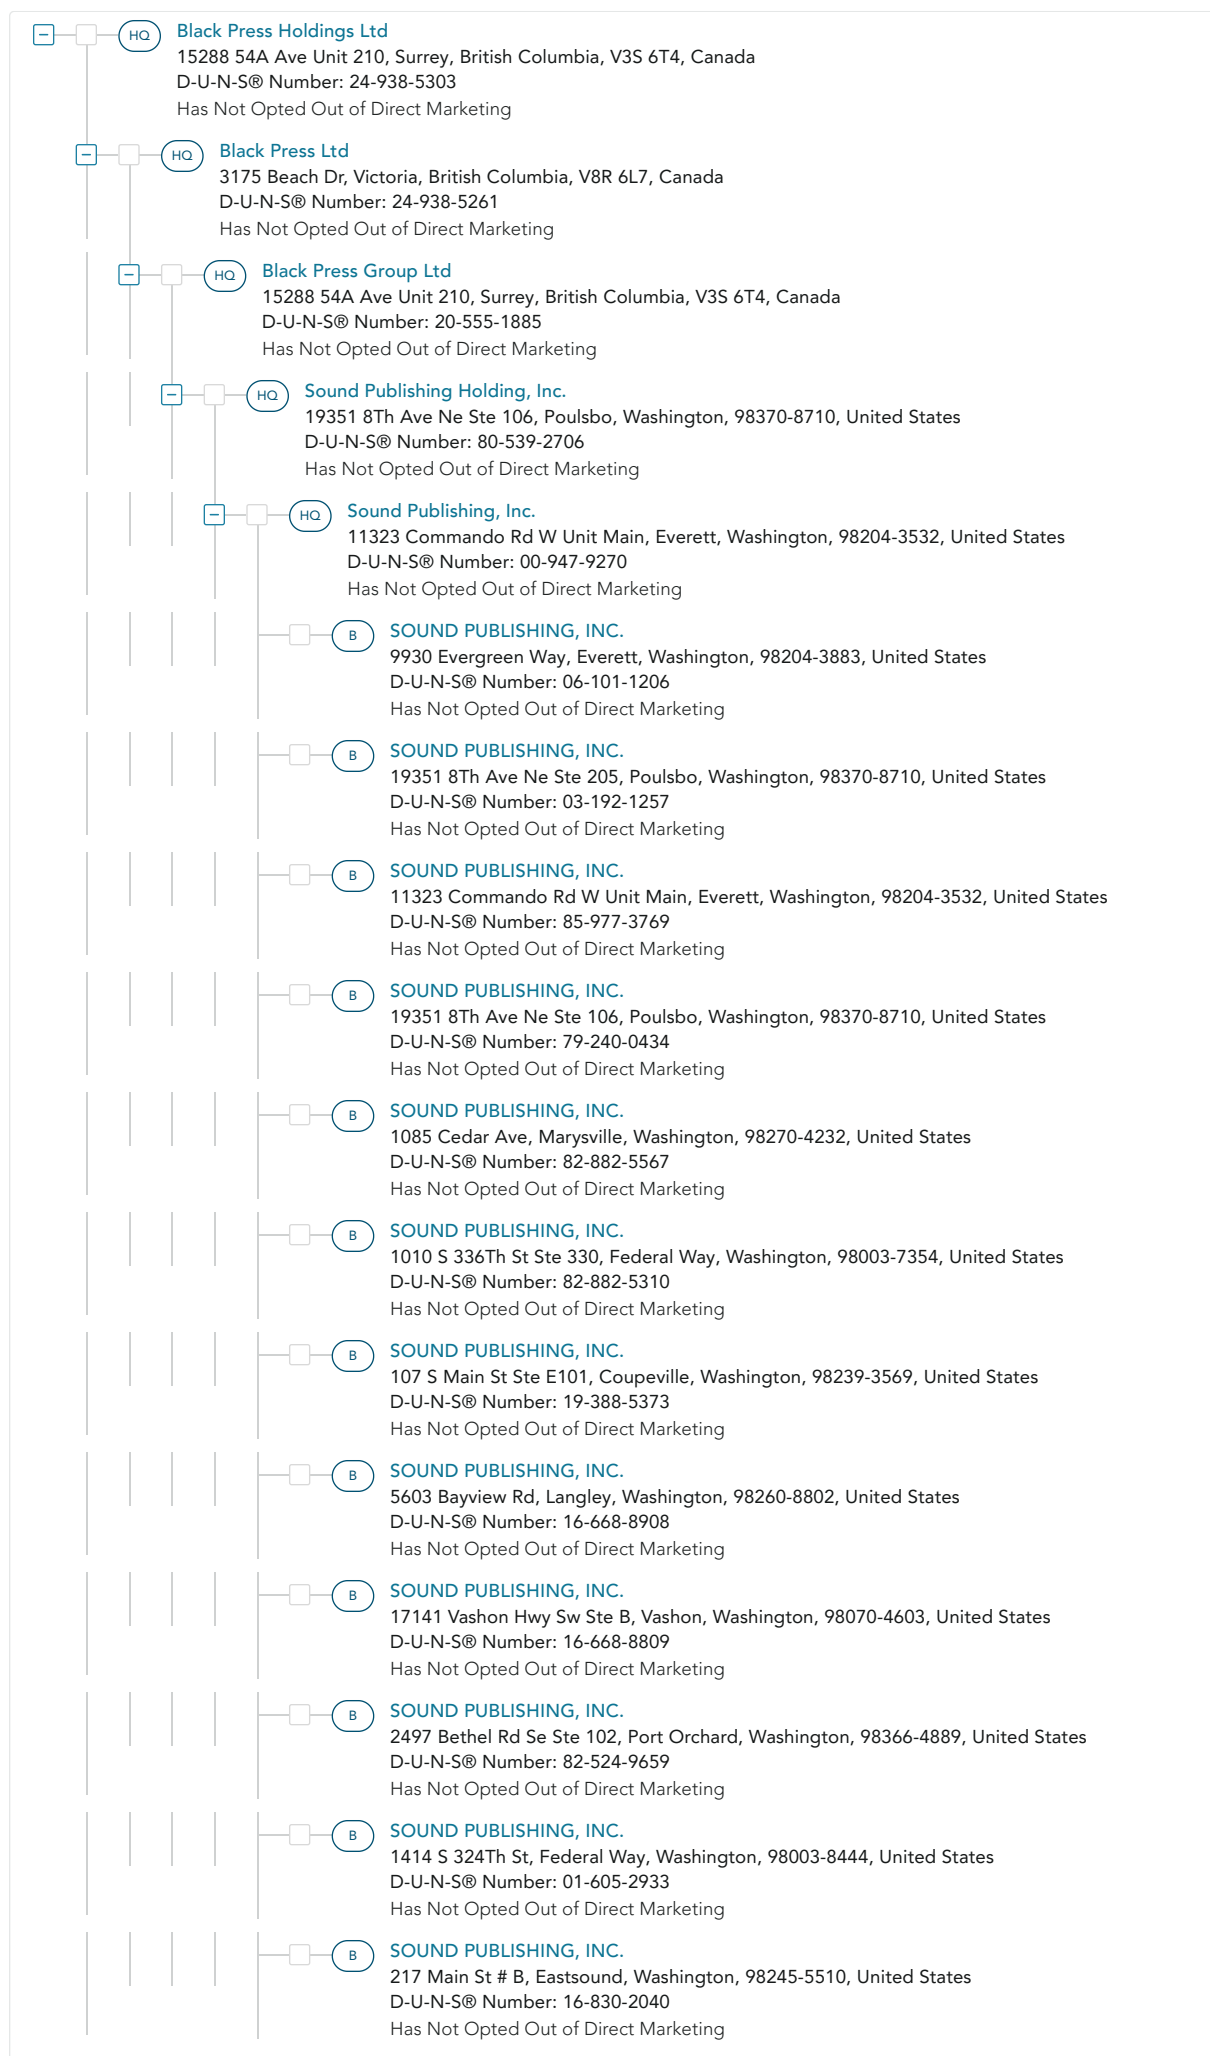 HQ Black Press Holdings Ltd
15288 54A Ave Unit 210, Surrey, British Columbia, V3S 6T4, Canada
D-U-N-S® Number: 24-938-5303
Has Not Opted Out of Direct Marketing
HQ Black Press Ltd
3175 Beach Dr, Victoria, British Columbia, V8R 6L7, Canada
D-U-N-S® Number: 24-938-5261
Has Not Opted Out of Direct Marketing
HQ Black Press Group Ltd
15288 54A Ave Unit 210, Surrey, British Columbia, V3S 6T4, Canada
D-U-N-S® Number: 20-555-1885
Has Not Opted Out of Direct Marketing
HQ Sound Publishing Holding, Inc.
19351 8Th Ave Ne Ste 106, Poulsbo, Washington, 98370-8710, United States
D-U-N-S® Number: 80-539-2706
Has Not Opted Out of Direct Marketing
HQ Sound Publishing, Inc.
11323 Commando Rd W Unit Main, Everett, Washington, 98204-3532, United States
D-U-N-S® Number: 00-947-9270
Has Not Opted Out of Direct Marketing
B SOUND PUBLISHING, INC.
9930 Evergreen Way, Everett, Washington, 98204-3883, United States
D-U-N-S® Number: 06-101-1206
Has Not Opted Out of Direct Marketing
B SOUND PUBLISHING, INC.
19351 8Th Ave Ne Ste 205, Poulsbo, Washington, 98370-8710, United States
D-U-N-S® Number: 03-192-1257
Has Not Opted Out of Direct Marketing
B SOUND PUBLISHING, INC.
11323 Commando Rd W Unit Main, Everett, Washington, 98204-3532, United States
D-U-N-S® Number: 85-977-3769
Has Not Opted Out of Direct Marketing
B SOUND PUBLISHING, INC.
19351 8Th Ave Ne Ste 106, Poulsbo, Washington, 98370-8710, United States
D-U-N-S® Number: 79-240-0434
Has Not Opted Out of Direct Marketing
B SOUND PUBLISHING, INC.
1085 Cedar Ave, Marysville, Washington, 98270-4232, United States
D-U-N-S® Number: 82-882-5567
Has Not Opted Out of Direct Marketing
B SOUND PUBLISHING, INC.
1010 S 336Th St Ste 330, Federal Way, Washington, 98003-7354, United States
D-U-N-S® Number: 82-882-5310
Has Not Opted Out of Direct Marketing
B SOUND PUBLISHING, INC.
107 S Main St Ste E101, Coupeville, Washington, 98239-3569, United States
D-U-N-S® Number: 19-388-5373
Has Not Opted Out of Direct Marketing
B SOUND PUBLISHING, INC.
5603 Bayview Rd, Langley, Washington, 98260-8802, United States
D-U-N-S® Number: 16-668-8908
Has Not Opted Out of Direct Marketing
B SOUND PUBLISHING, INC.
17141 Vashon Hwy Sw Ste B, Vashon, Washington, 98070-4603, United States
D-U-N-S® Number: 16-668-8809
Has Not Opted Out of Direct Marketing
B SOUND PUBLISHING, INC.
2497 Bethel Rd Se Ste 102, Port Orchard, Washington, 98366-4889, United States
D-U-N-S® Number: 82-524-9659
Has Not Opted Out of Direct Marketing
B SOUND PUBLISHING, INC.
1414 S 324Th St, Federal Way, Washington, 98003-8444, United States
D-U-N-S® Number: 01-605-2933
Has Not Opted Out of Direct Marketing
B SOUND PUBLISHING, INC.
217 Main St # B, Eastsound, Washington, 98245-5510, United States
D-U-N-S® Number: 16-830-2040
Has Not Opted Out of Direct Marketing